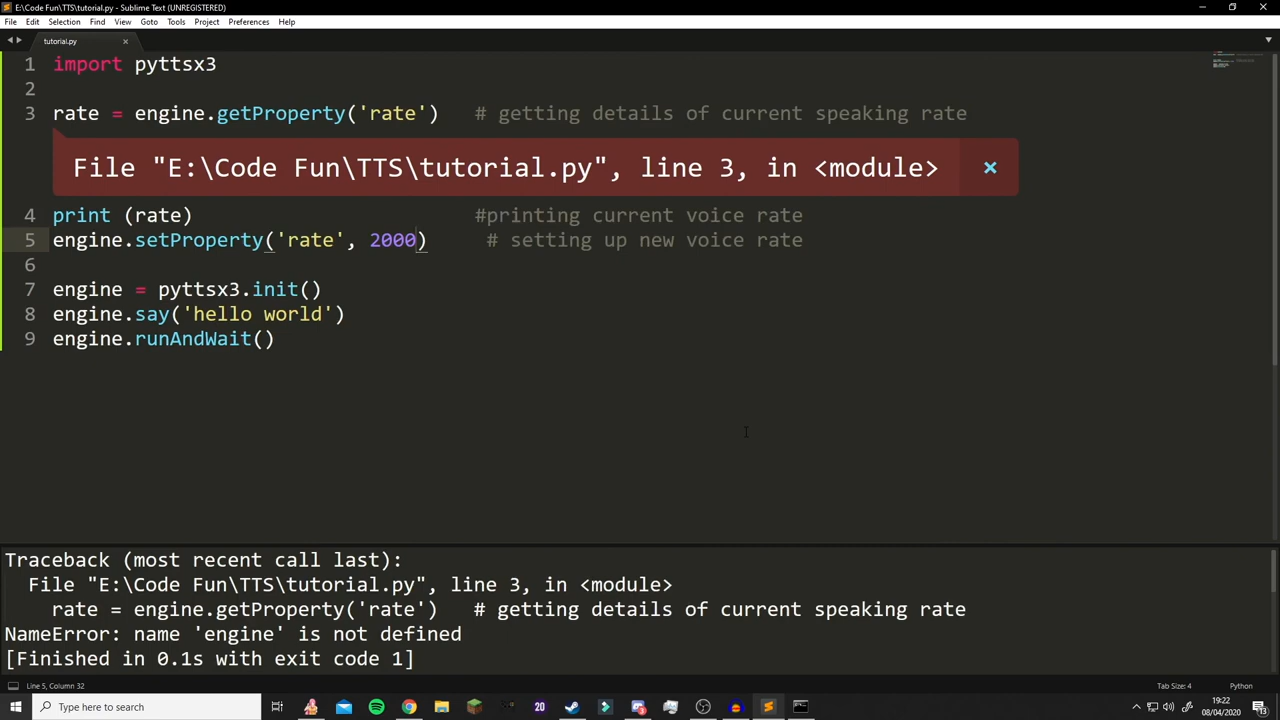 E:\Code Fun\TTS\tutorial.py - Sublime Text (UNREGISTERED)
File Edit Selection Find View Goto Tools Project Preferences Help
tutorial.py
1 import pyttsx3
2
3 rate = engine.getProperty('rate')   # getting details of current speaking rate
File "E:\Code Fun\TTS\tutorial.py", line 3, in <module> ×
4 print (rate)                        #printing current voice rate
5 engine.setProperty('rate', 2000)     # setting up new voice rate
6
7 engine = pyttsx3.init()
8 engine.say('hello world')
9 engine.runAndWait()
Traceback (most recent call last):
  File "E:\Code Fun\TTS\tutorial.py", line 3, in <module>
    rate = engine.getProperty('rate')   # getting details of current speaking rate
NameError: name 'engine' is not defined
[Finished in 0.1s with exit code 1]
Line 5, Column 32 Tab Size: 4 Python
Type here to search 20 19:22
08/04/2020 13